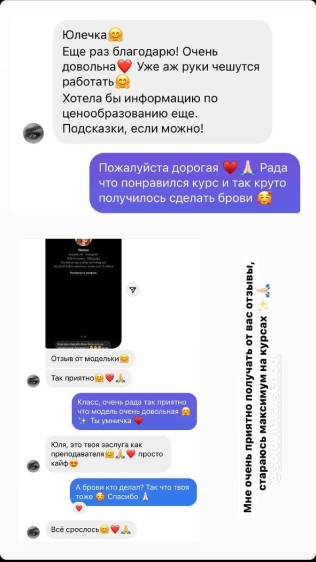 Юлечка🤗
Еще раз благодарю! Очень
довольна❤️ Уже аж руки чешутся
работать🤗
Хотела бы информацию по
ценообразованию еще.
Подсказки, если можно!
Пожалуйста дорогая ❤️🙏🏻 Рада
что понравился курс и так круто
получилось сделать брови 🥰
Отзыв от модельки🤗
Так приятно🤗❤️🙏
Класс, очень рада так приятно
что модель очень довольная 🤗
✨ Ты умничка ❤️
Юля, это твоя заслуга как
преподавателя🤗🙏❤️ просто
кайф😍
А брови кто делал? Так что твоя
тоже 🥰 Спасибо 🙏🏻
❤️
Всё срослось🤗❤️🙏
Мне очень приятно получать от вас отзывы,
стараюсь максимум на курсах ✨🙏🏻